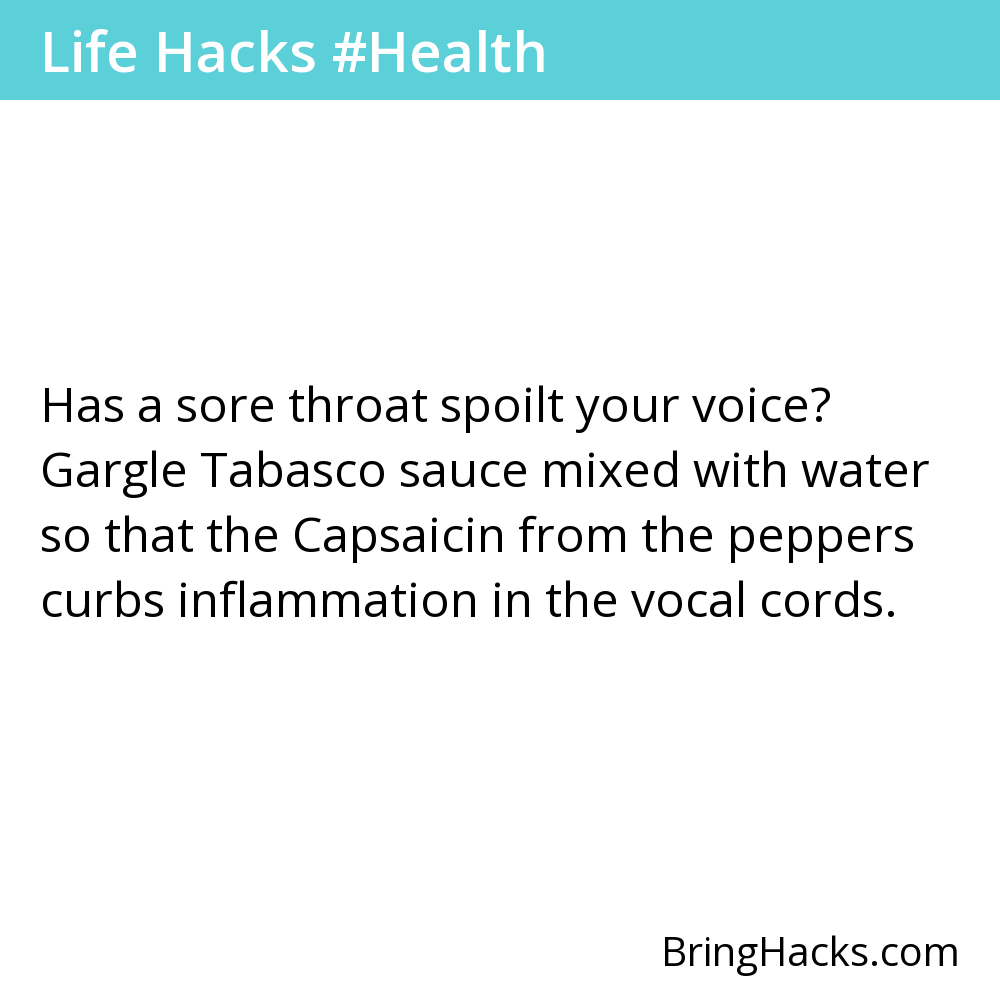 Life Hacks #Health
Has a sore throat spoilt your voice?
Gargle Tabasco sauce mixed with water
so that the Capsaicin from the peppers
curbs inflammation in the vocal cords.
BringHacks.com